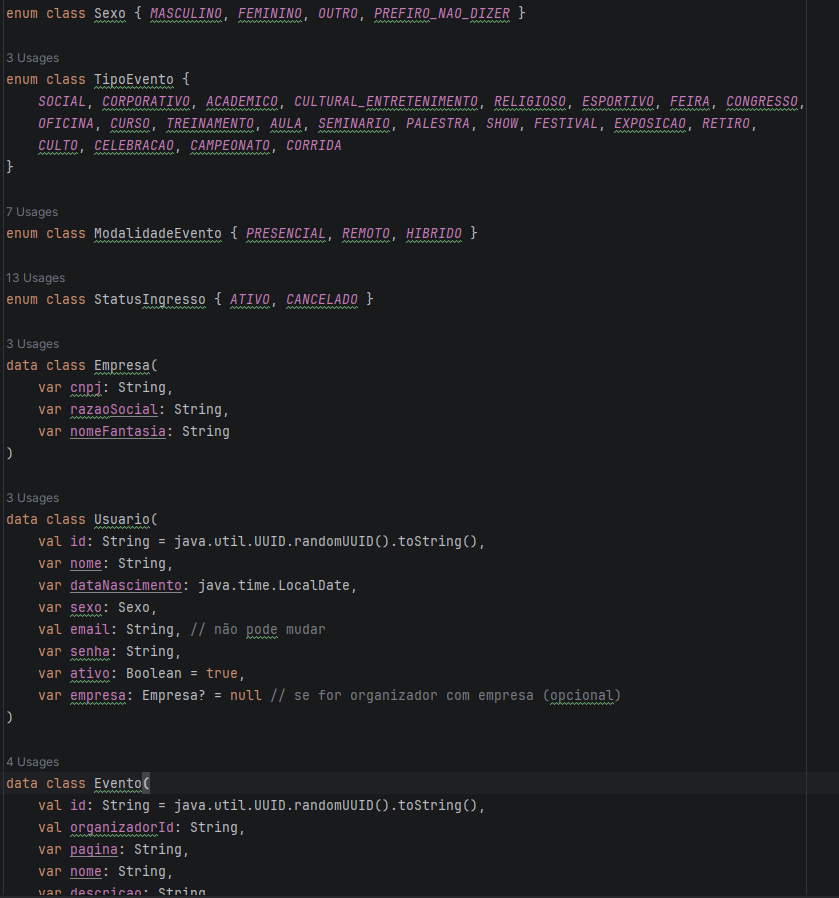 enum class Sexo { MASCULINO, FEMININO, OUTRO, PREFIRO_NAO_DIZER }
3 Usages
enum class TipoEvento {
    SOCIAL, CORPORATIVO, ACADEMICO, CULTURAL_ENTRETENIMENTO, RELIGIOSO, ESPORTIVO, FEIRA, CONGRESSO,
    OFICINA, CURSO, TREINAMENTO, AULA, SEMINARIO, PALESTRA, SHOW, FESTIVAL, EXPOSICAO, RETIRO,
    CULTO, CELEBRACAO, CAMPEONATO, CORRIDA
}
7 Usages
enum class ModalidadeEvento { PRESENCIAL, REMOTO, HIBRIDO }
13 Usages
enum class StatusIngresso { ATIVO, CANCELADO }
3 Usages
data class Empresa(
    var cnpj: String,
    var razaoSocial: String,
    var nomeFantasia: String
)
3 Usages
data class Usuario(
    val id: String = java.util.UUID.randomUUID().toString(),
    var nome: String,
    var dataNascimento: java.time.LocalDate,
    var sexo: Sexo,
    val email: String, // não pode mudar
    var senha: String,
    var ativo: Boolean = true,
    var empresa: Empresa? = null // se for organizador com empresa (opcional)
)
4 Usages
data class Evento(
    val id: String = java.util.UUID.randomUUID().toString(),
    val organizadorId: String,
    var pagina: String,
    var nome: String,
    var descricao: String